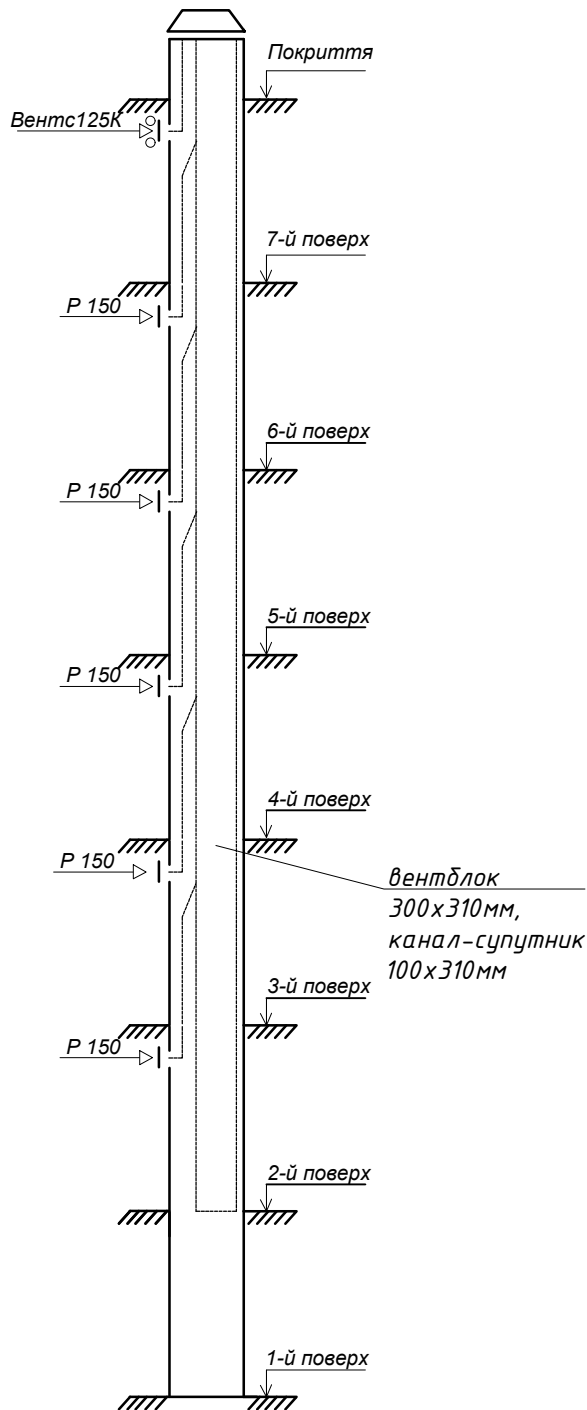 Покриття
Вентс125К
7-й поверх
Р 150
6-й поверх
Р 150
5-й поверх
Р 150
4-й поверх
Р 150
вентблок
300х310мм,
канал-супутник
100х310мм
3-й поверх
Р 150
2-й поверх
1-й поверх